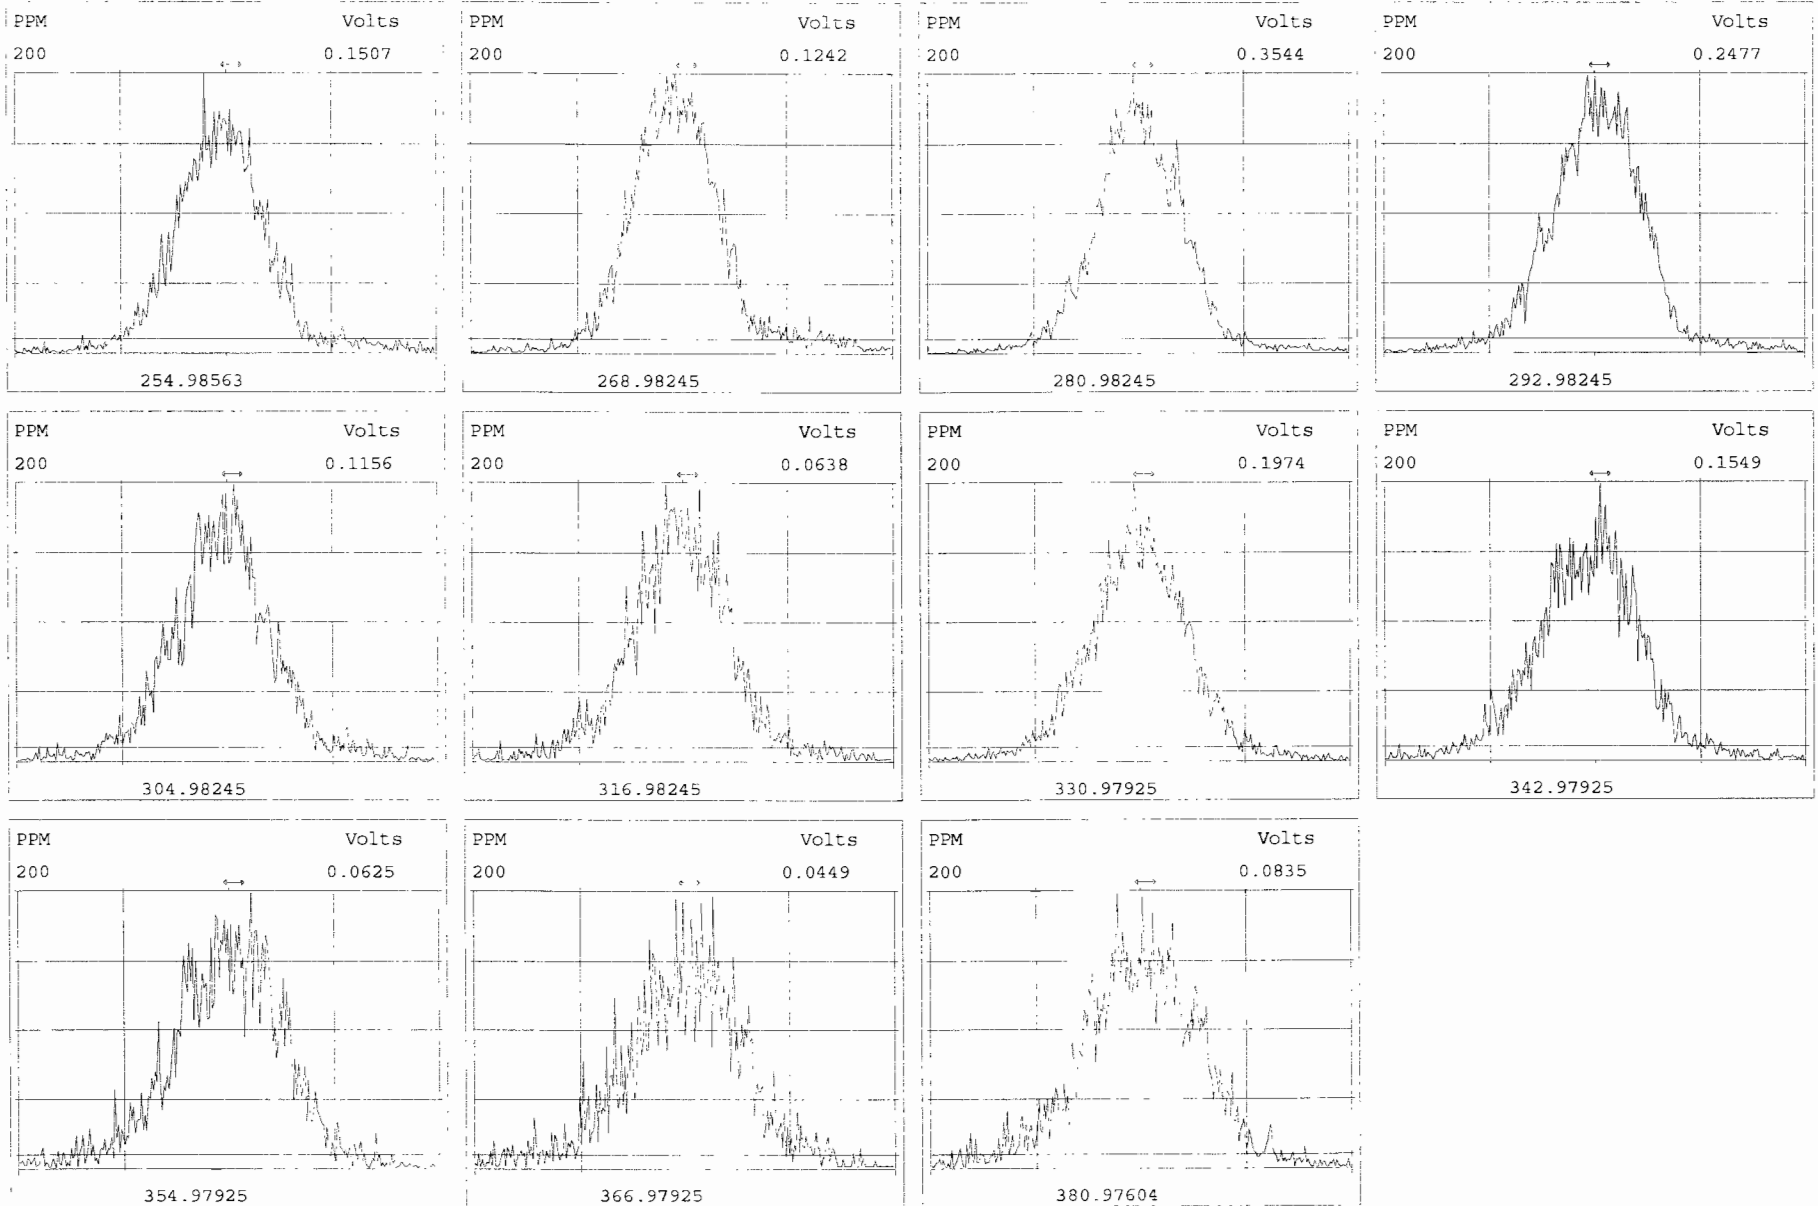 PPM Volts
200 0.1507
254.98563
PPM Volts
200 0.1242
268.98245
PPM Volts
200 0.3544
280.98245
PPM Volts
200 0.2477
292.98245
PPM Volts
200 0.1156
304.98245
PPM Volts
200 0.0638
316.98245
PPM Volts
200 0.1974
330.97925
PPM Volts
200 0.1549
342.97925
PPM Volts
200 0.0625
354.97925
PPM Volts
200 0.0449
366.97925
PPM Volts
200 0.0835
380.97604